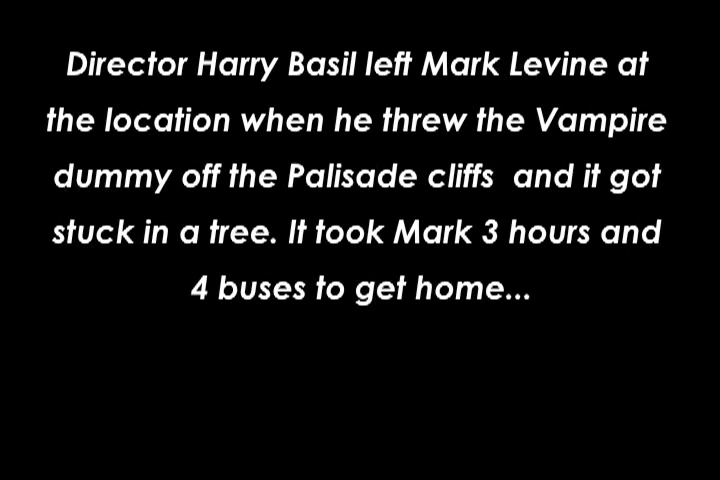 Director Harry Basil left Mark Levine at
the location when he threw the Vampire
dummy off the Palisade cliffs  and it got
stuck in a tree. It took Mark 3 hours and
4 buses to get home...